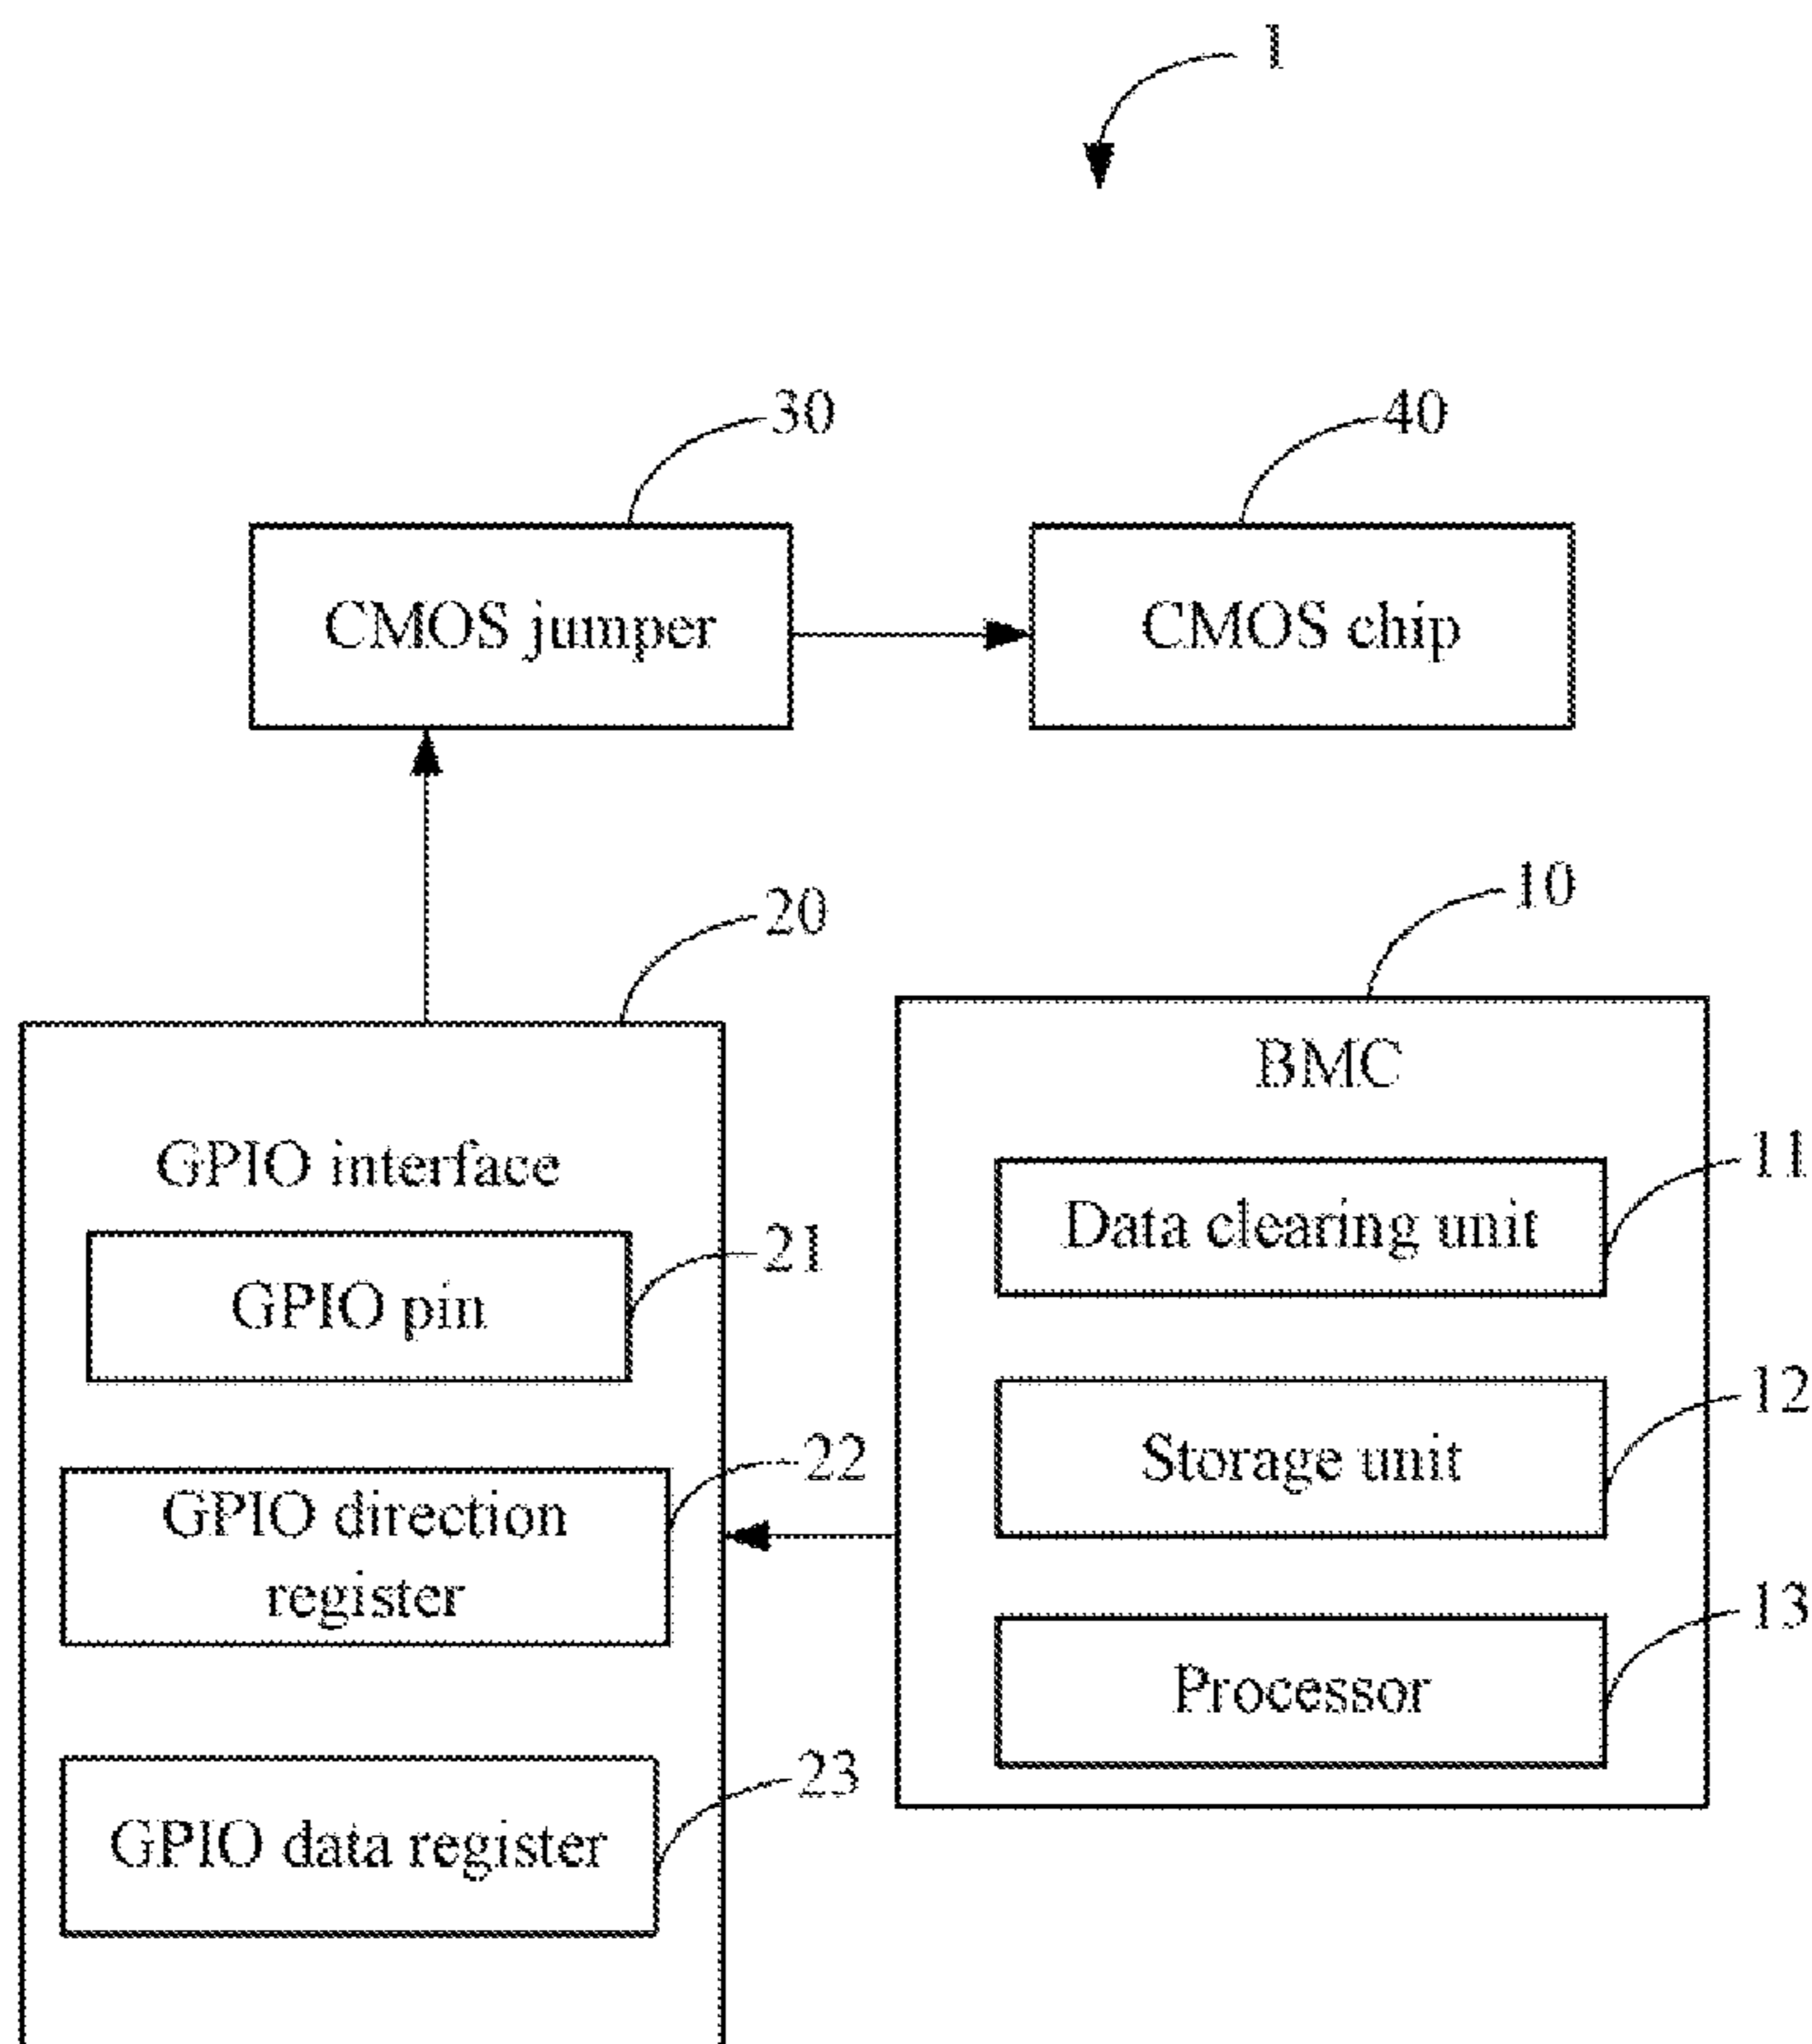 1
30
40
CMOS jumper
CMOS chip
20
10
GPIO interface
BMC
GPIO pin
21
Data clearing unit
11
GPIO direction
register
22
Storage unit
12
GPIO data register
23
Processor
13